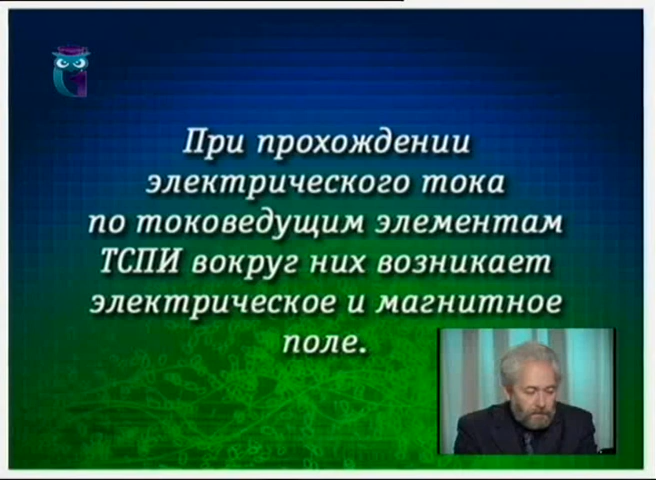 При прохождении
электрического тока
по токоведущим элементам
ТСПИ вокруг них возникает
электрическое и магнитное
поле.